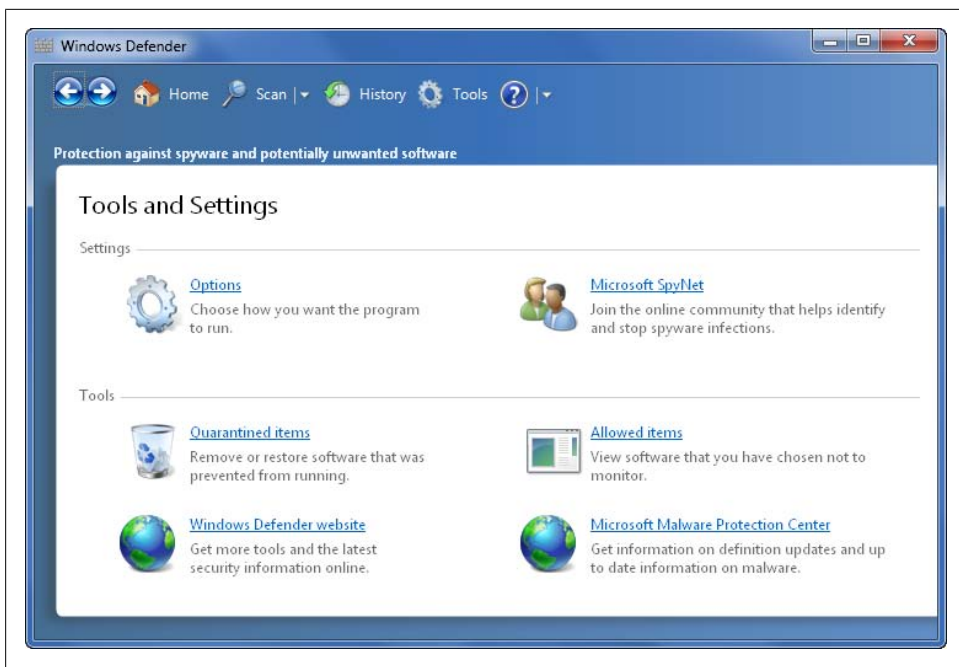 Windows Defender
Home Scan History Tools ?
Protection against spyware and potentially unwanted software
Tools and Settings
Settings
Options
Choose how you want the program
to run.
Microsoft SpyNet
Join the online community that helps identify
and stop spyware infections.
Tools
Quarantined items
Remove or restore software that was
prevented from running.
Allowed items
View software that you have chosen not to
monitor.
Windows Defender website
Get more tools and the latest
security information online.
Microsoft Malware Protection Center
Get information on definition updates and up
to date information on malware.